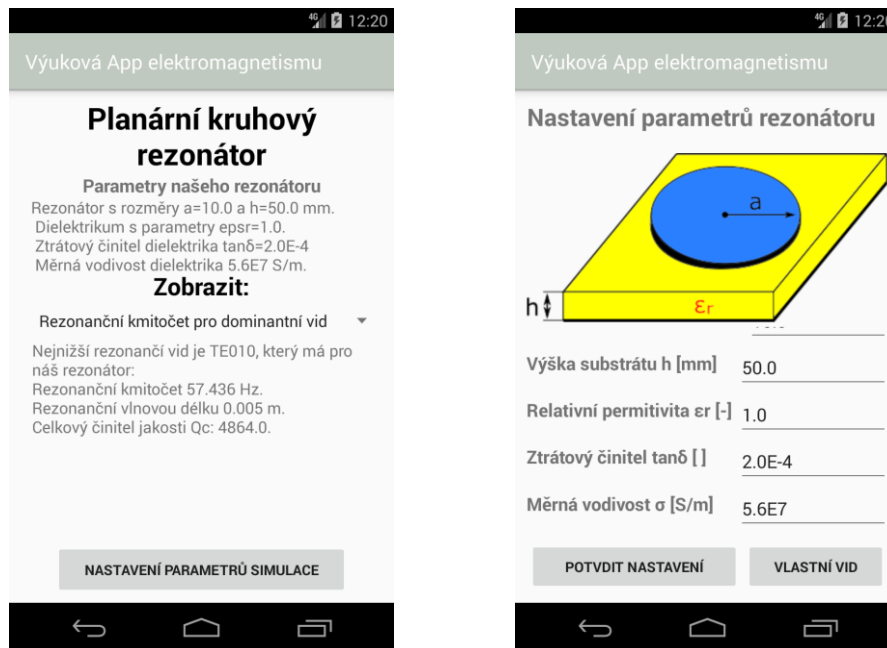 4G 12:20
Výuková App elektromagnetismu
Planární kruhový
rezonátor
Parametry našeho rezonátoru
Rezonátor s rozměry a=10.0 a h=50.0 mm.
Dielektrikum s parametry epsr=1.0.
Ztrátový činitel dielektrika tanδ=2.0E-4
Měrná vodivost dielektrika 5.6E7 S/m.
Zobrazit:
Rezonanční kmitočet pro dominantní vid
Nejnižší rezonančí vid je TE010, který má pro
náš rezonátor:
Rezonanční kmitočet 57.436 Hz.
Rezonanční vlnovou délku 0.005 m.
Celkový činitel jakosti Qc: 4864.0.
NASTAVENÍ PARAMETRŮ SIMULACE
4G 12:20
Výuková App elektromagnetismu
Nastavení parametrů rezonátoru
a
h
εr
Výška substrátu h [mm] 50.0
Relativní permitivita εr [-] 1.0
Ztrátový činitel tanδ [ ] 2.0E-4
Měrná vodivost σ [S/m] 5.6E7
POTVDIT NASTAVENÍ VLASTNÍ VID